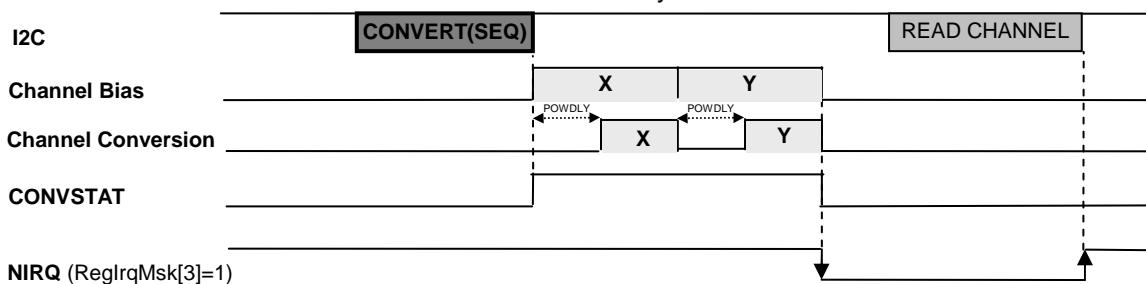 I2C CONVERT(SEQ) READ CHANNEL
Channel Bias X Y
POWDLY POWDLY
Channel Conversion X Y
CONVSTAT
NIRQ (RegIrqMsk[3]=1)